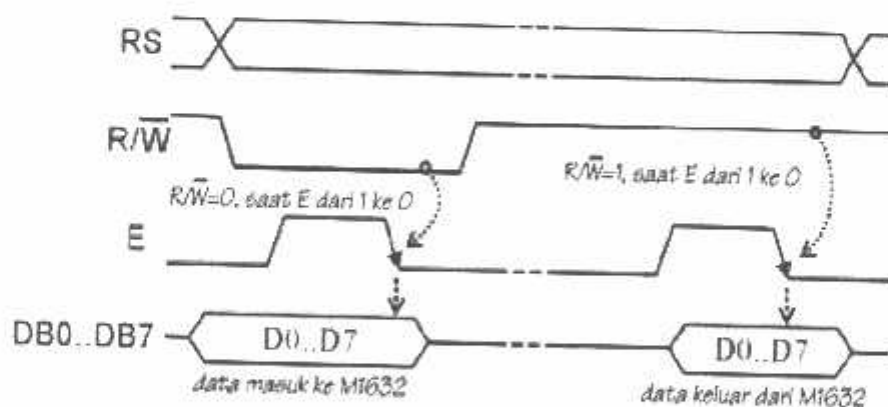 RS
R/W̅
R/W̅=0, saat E dari 1 ke 0
R/W̅=1, saat E dari 1 ke 0
E
DB0..DB7
D0..D7
D0..D7
data masuk ke M1632
data keluar dari M1632